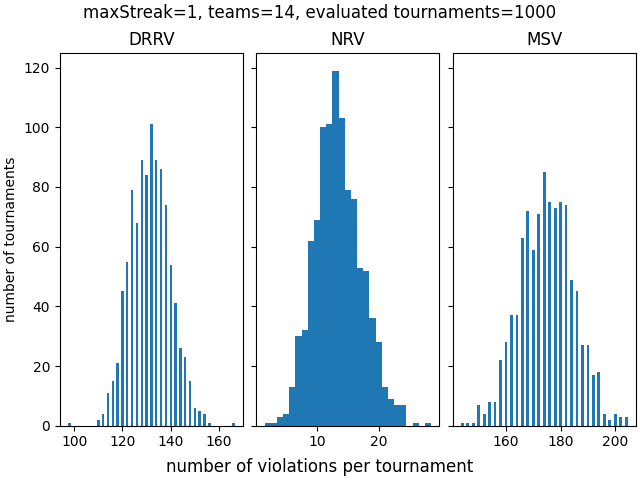 maxStreak=1, teams=14, evaluated tournaments=1000
DRRV
NRV
MSV
number of tournaments
120
100
80
60
40
20
0
100 120 140 160
10 20
160 180 200
number of violations per tournament